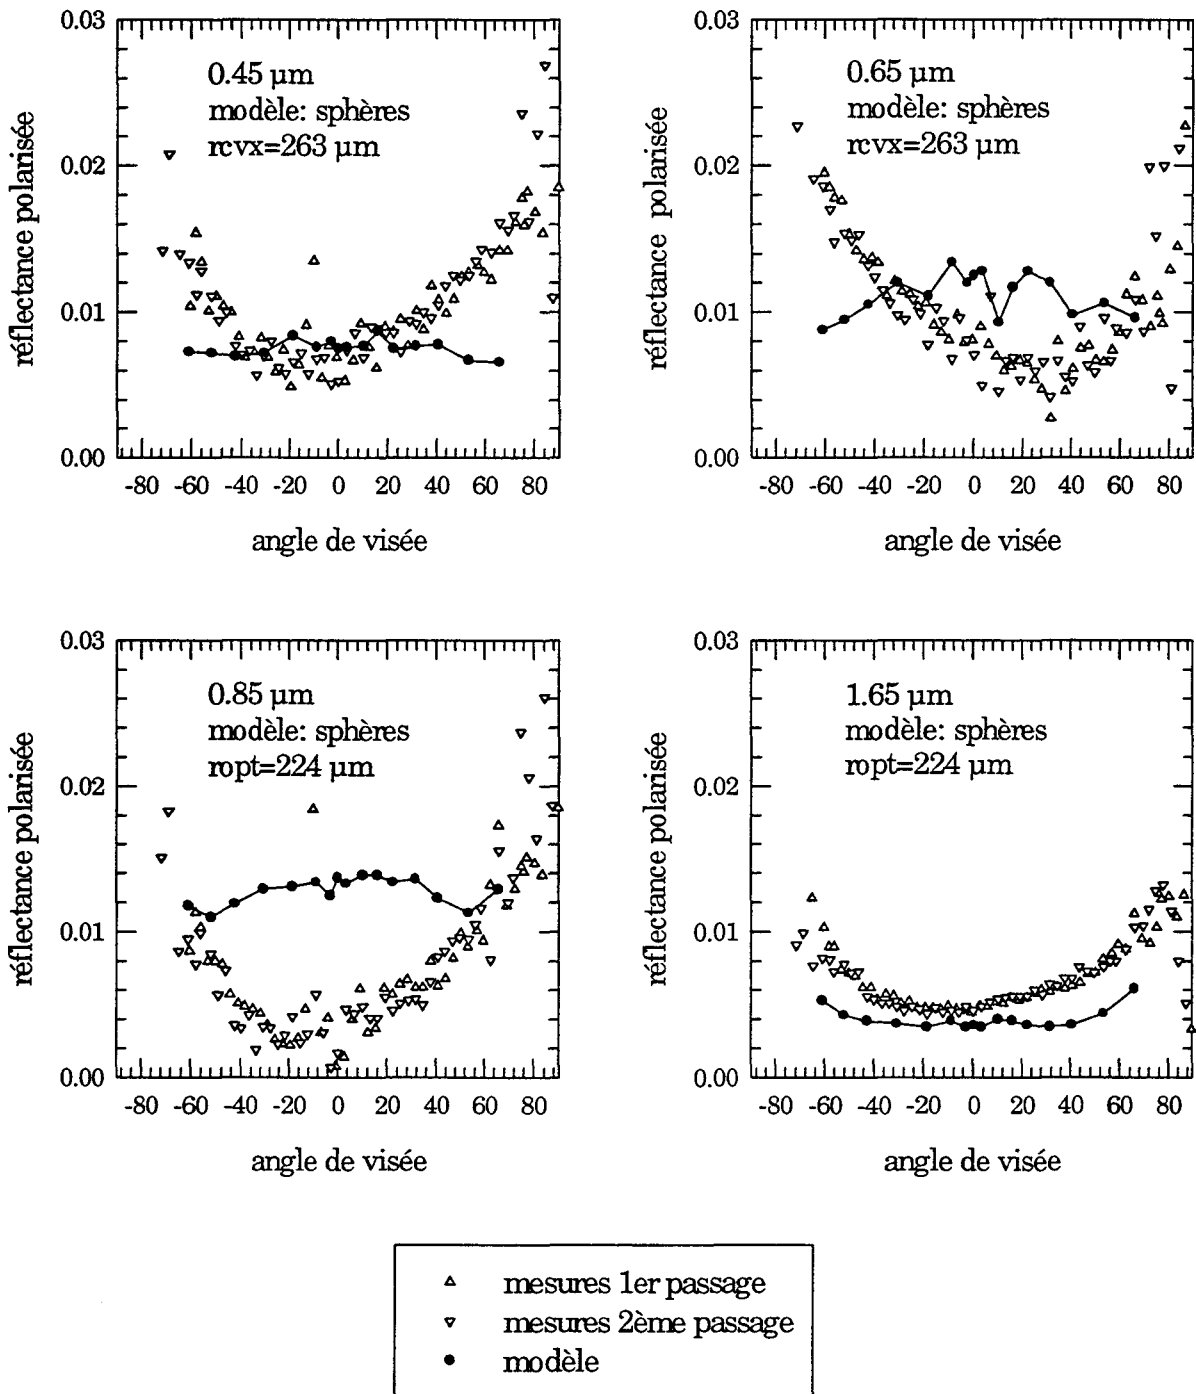 0.03
0.02
0.01
0.00
réflectance polarisée
0.45 µm
modèle: sphères
rcvx=263 µm
-80 -60 -40 -20 0 20 40 60 80
angle de visée
0.03
0.02
0.01
0.00
réflectance polarisée
0.65 µm
modèle: sphères
rcvx=263 µm
-80 -60 -40 -20 0 20 40 60 80
angle de visée
0.03
0.02
0.01
0.00
réflectance polarisée
0.85 µm
modèle: sphères
ropt=224 µm
-80 -60 -40 -20 0 20 40 60 80
angle de visée
0.03
0.02
0.01
0.00
réflectance polarisée
1.65 µm
modèle: sphères
ropt=224 µm
-80 -60 -40 -20 0 20 40 60 80
angle de visée
mesures 1er passage
mesures 2ème passage
modèle